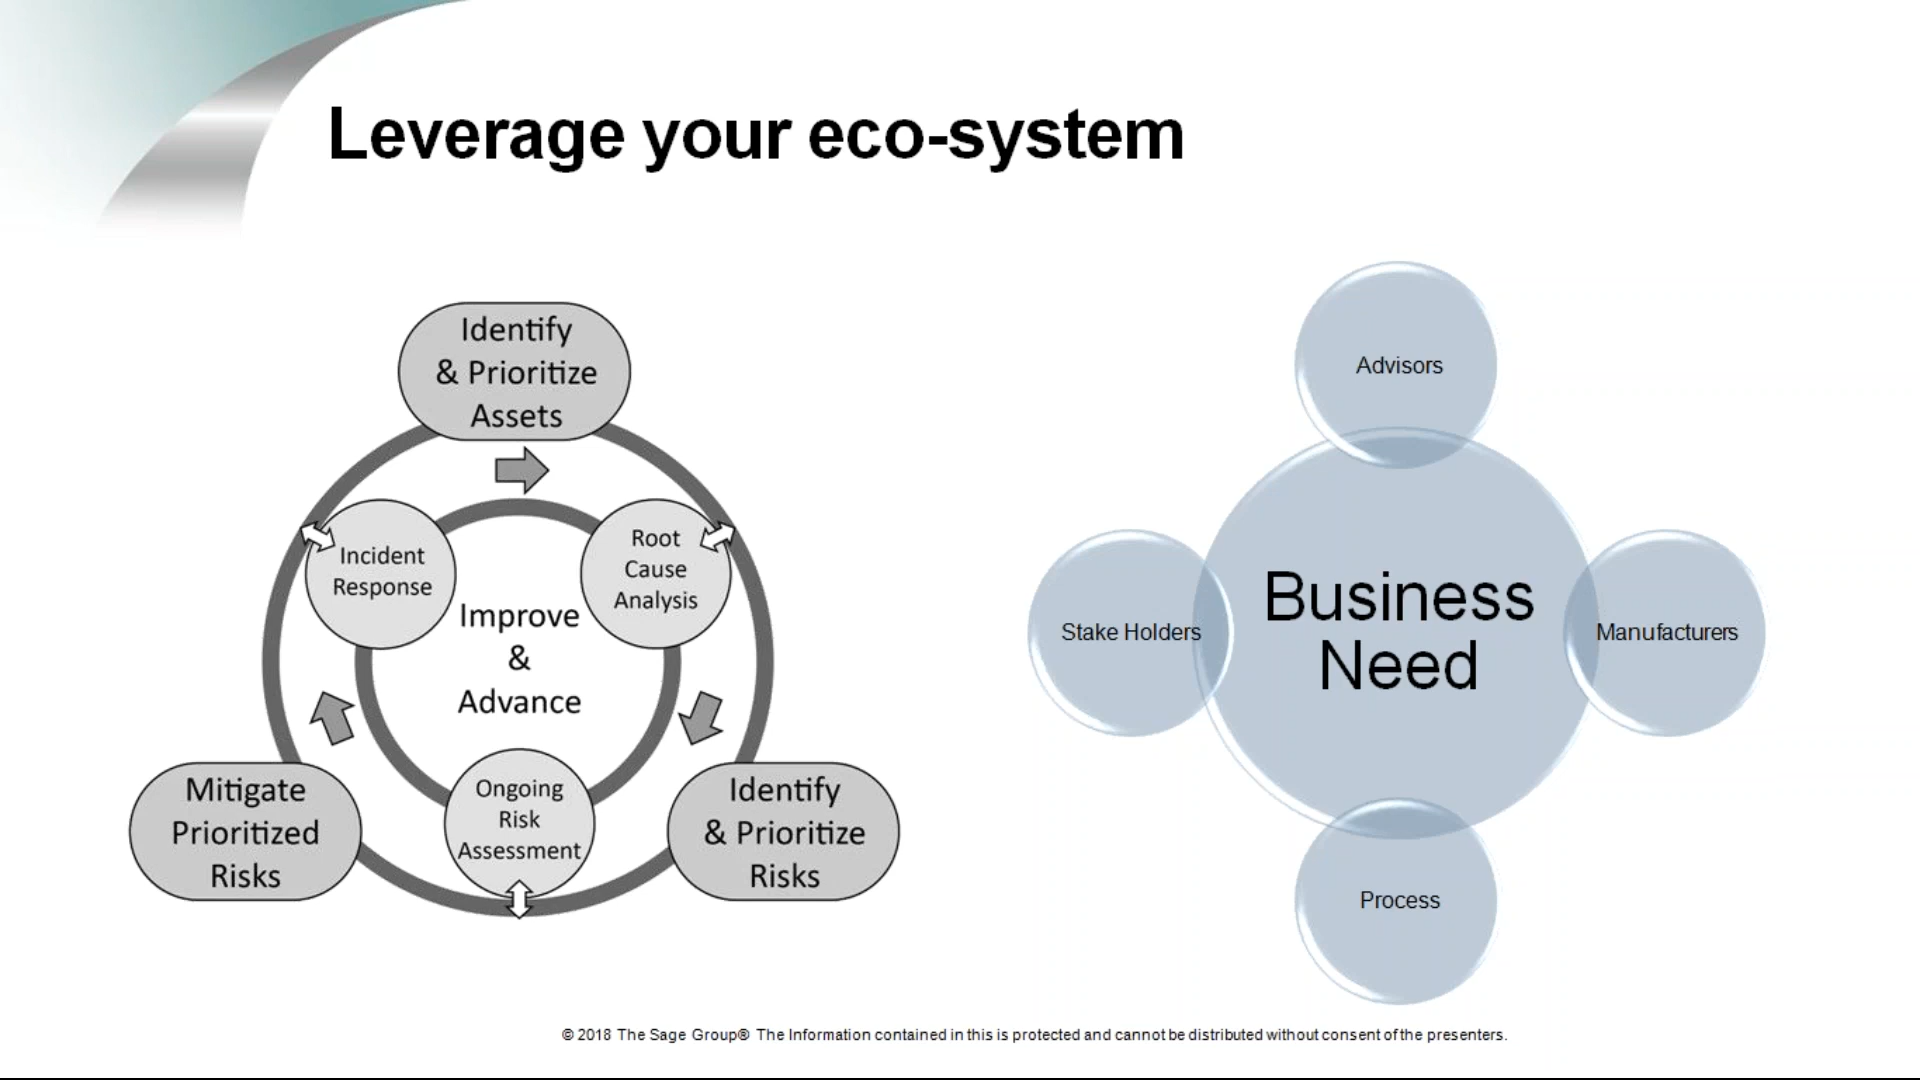 Leverage your eco-system
Identify
& Prioritize
Assets
Incident
Response
Root
Cause
Analysis
Improve
&
Advance
Mitigate
Prioritized
Risks
Ongoing
Risk
Assessment
Identify
& Prioritize
Risks
Advisors
Stake Holders
Business
Need
Manufacturers
Process
© 2018 The Sage Group® The Information contained in this is protected and cannot be distributed without consent of the presenters.